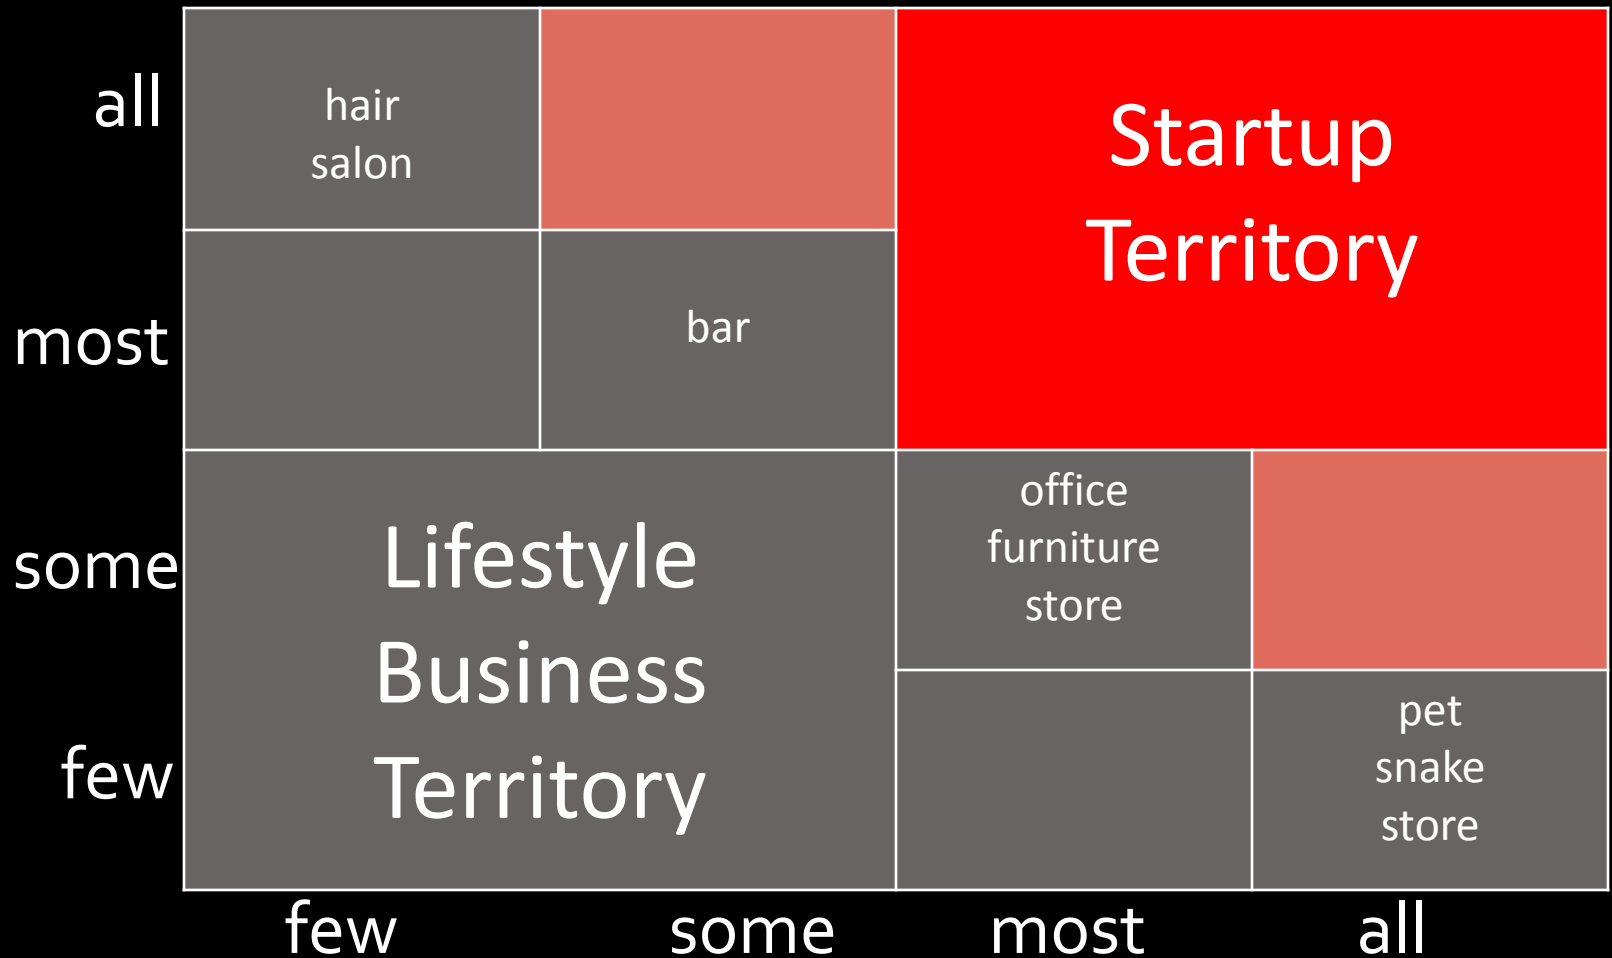 all
hair
salon
Startup
Territory
most
bar
some
Lifestyle
Business
Territory
office
furniture
store
few
pet
snake
store
few
some
most
all